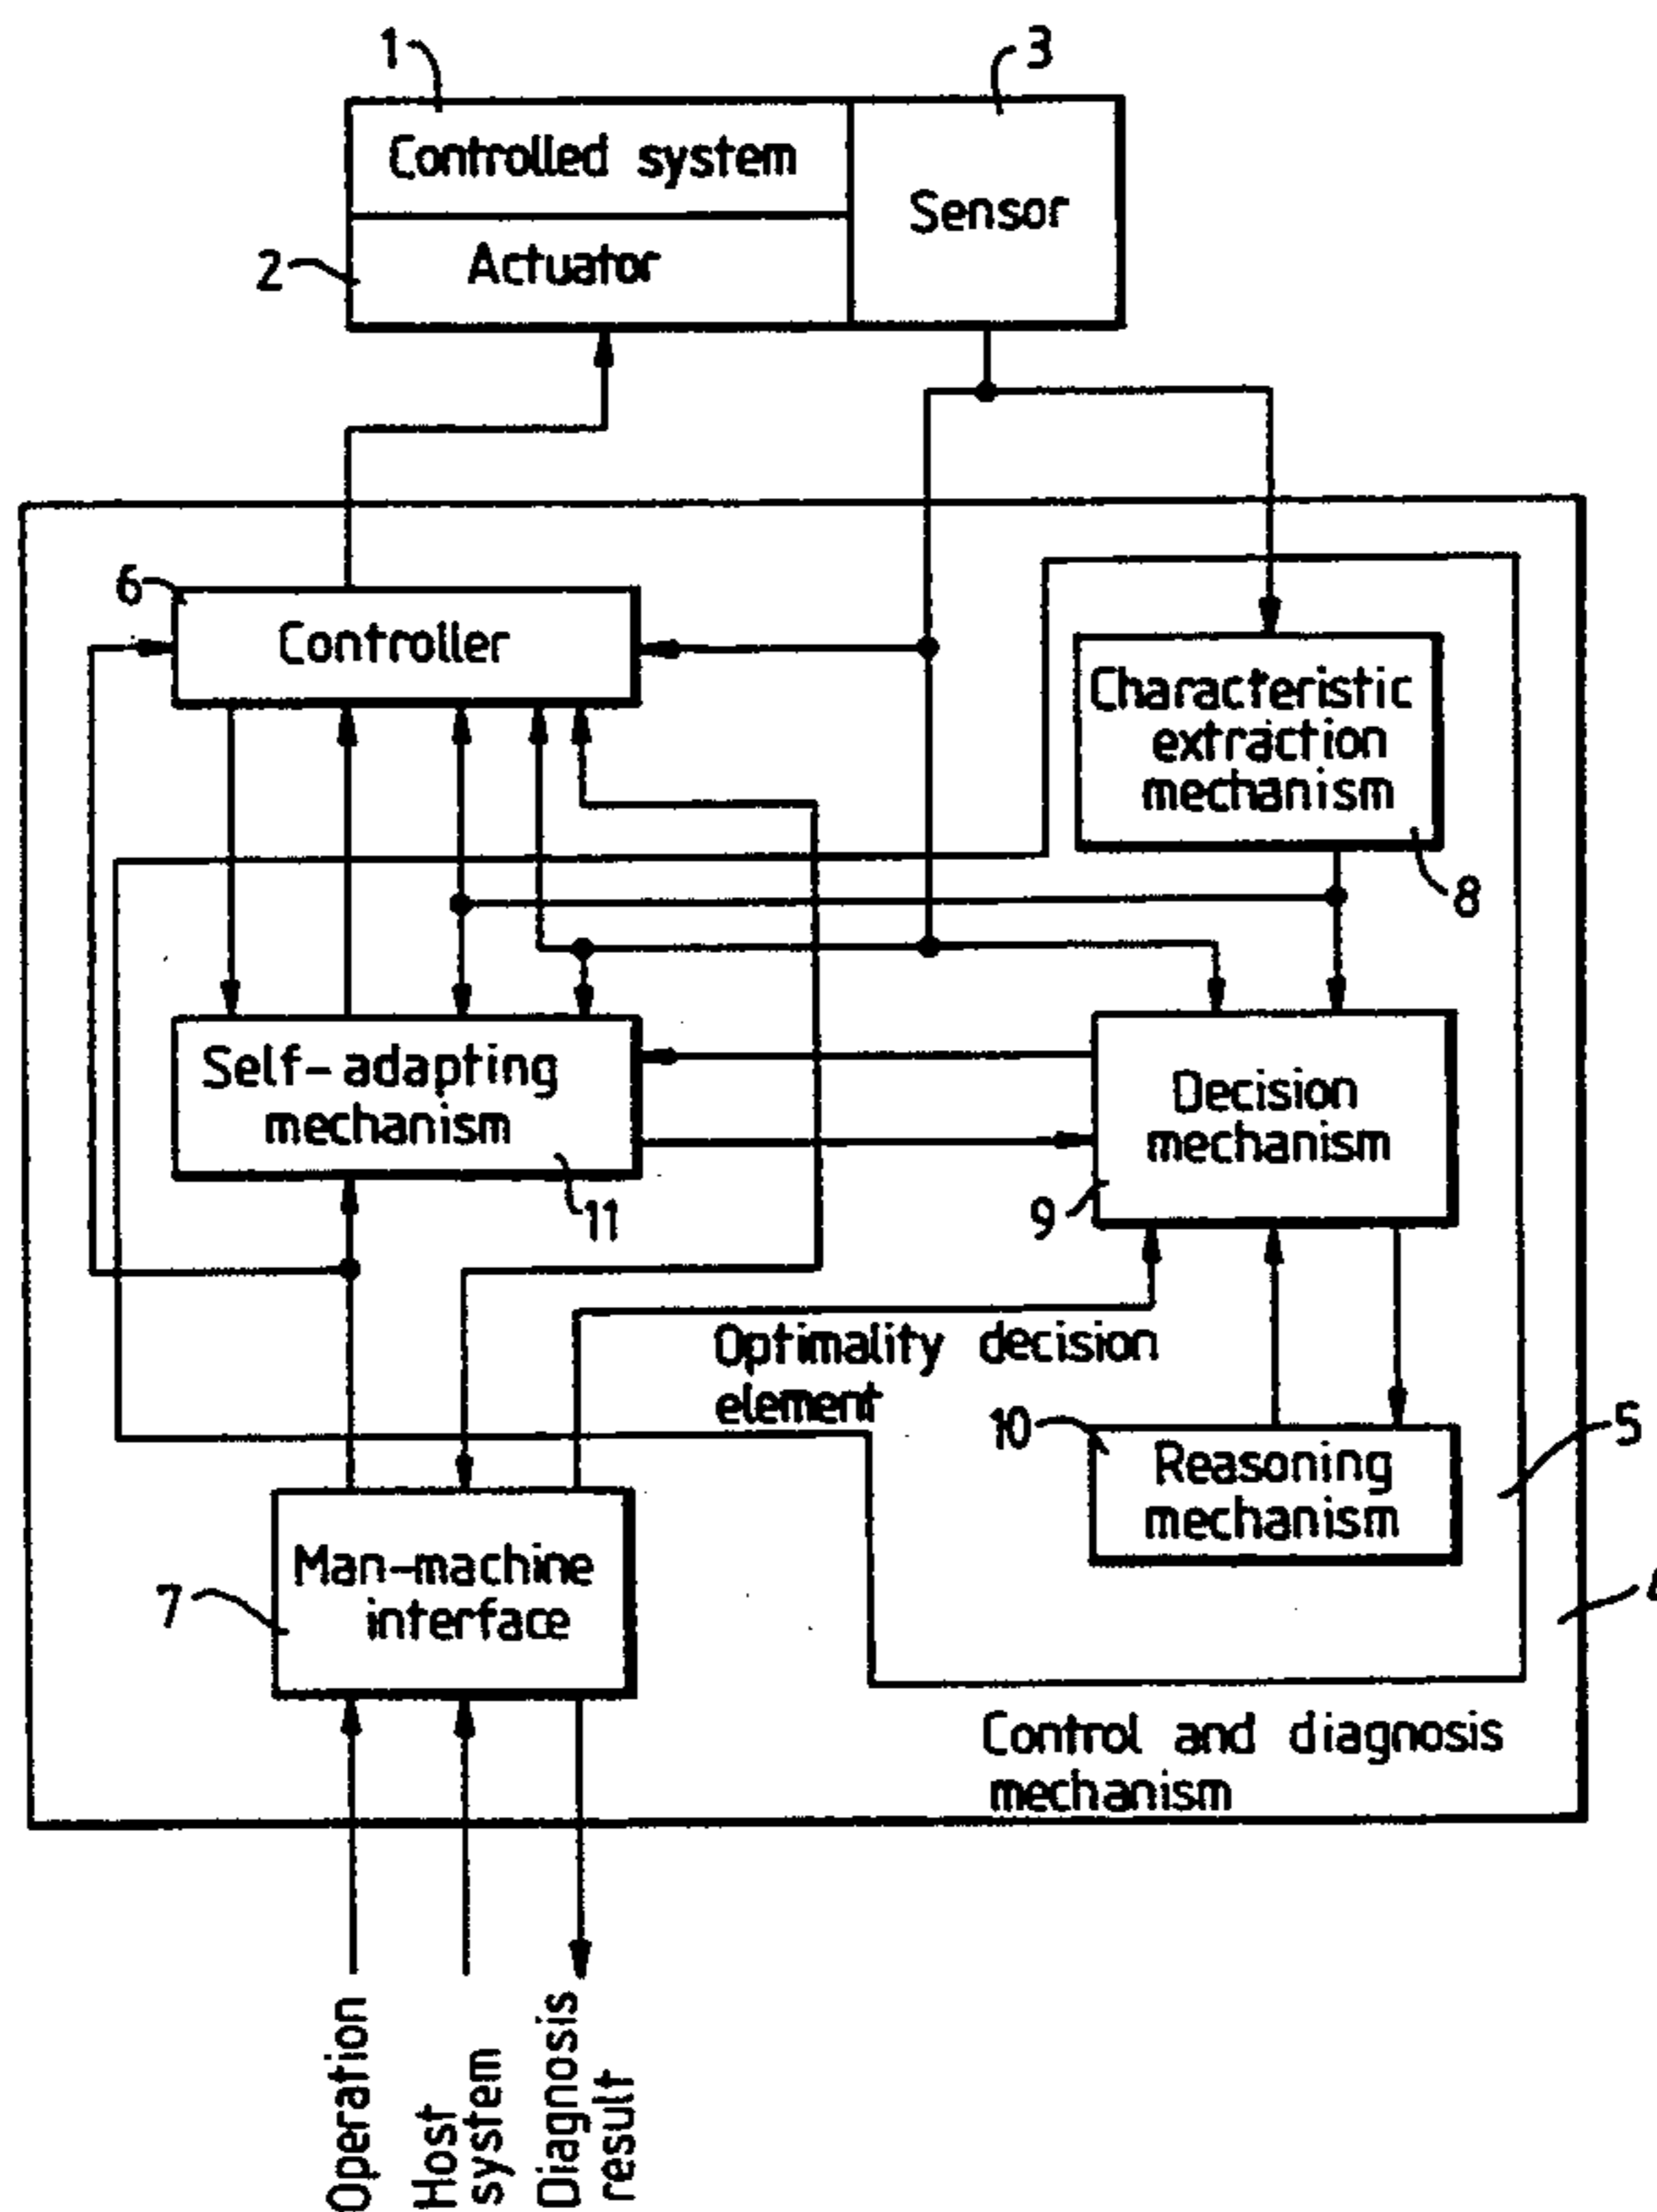 1
3
Controlled system
Sensor
2
Actuator
6
Controller
Characteristic
extraction
mechanism
8
Self-adapting
mechanism
11
Decision
mechanism
9
Optimality decision
element
10
Reasoning
mechanism
5
7
Man-machine
interface
Control and diagnosis
mechanism
Operation
Host
system
Diagnosis
result